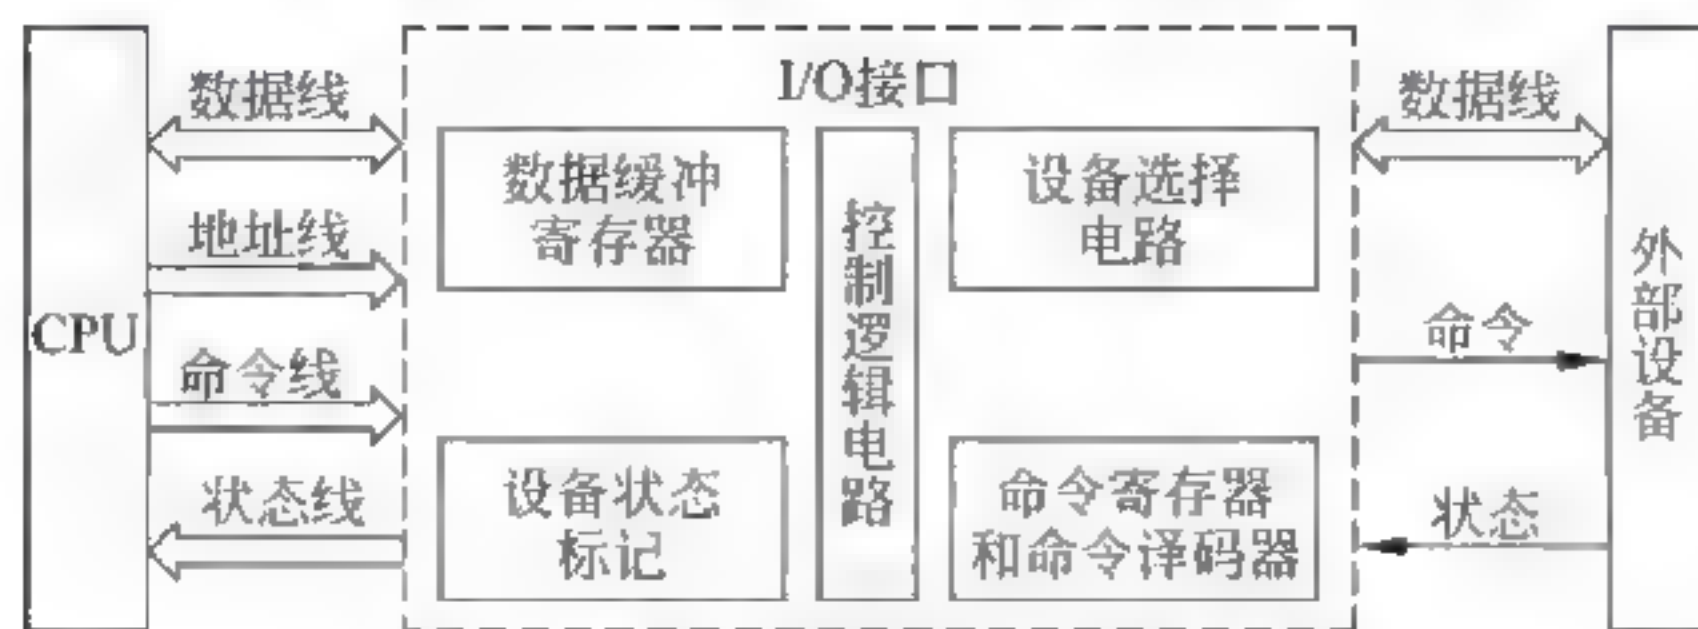 CPU
数据线
地址线
命令线
状态线
I/O接口
数据缓冲
寄存器
设备状态
标记
控制逻辑电路
设备选择
电路
命令寄存器
和命令译码器
数据线
命令
状态
外部设备